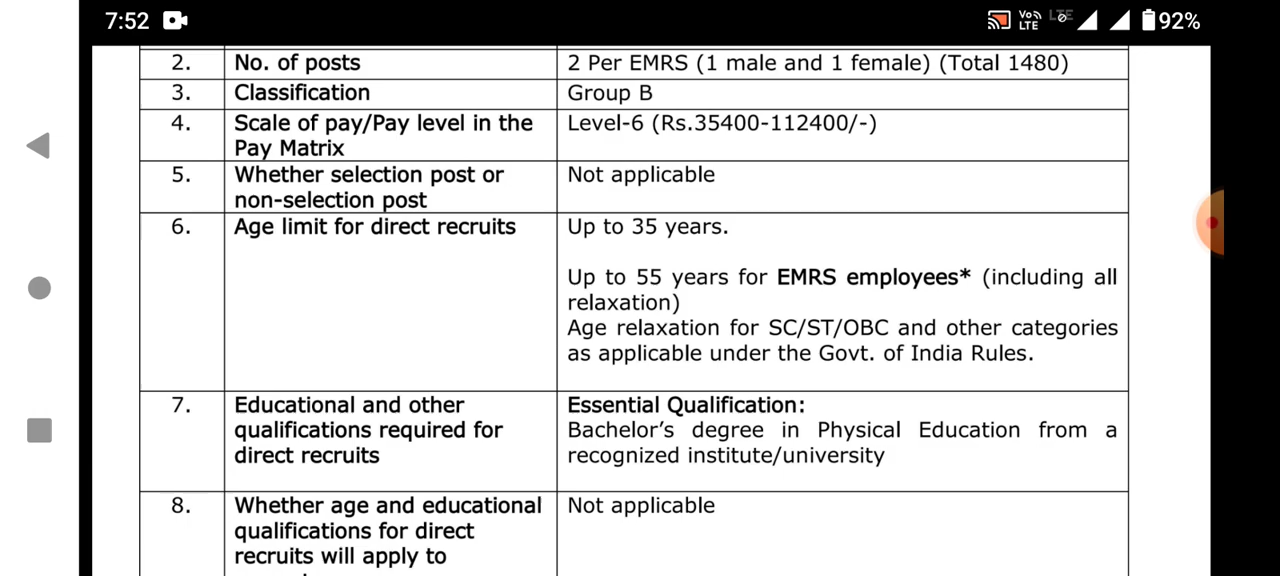 7:52
Vo LTE LTE 92%
2. No. of posts 2 Per EMRS (1 male and 1 female) (Total 1480)
3. Classification Group B
4. Scale of pay/Pay level in the Level-6 (Rs.35400-112400/-)
Pay Matrix
5. Whether selection post or Not applicable
non-selection post
6. Age limit for direct recruits Up to 35 years.
Up to 55 years for EMRS employees* (including all
relaxation)
Age relaxation for SC/ST/OBC and other categories
as applicable under the Govt. of India Rules.
7. Educational and other Essential Qualification:
qualifications required for Bachelor’s degree in Physical Education from a
direct recruits recognized institute/university
8. Whether age and educational Not applicable
qualifications for direct
recruits will apply to